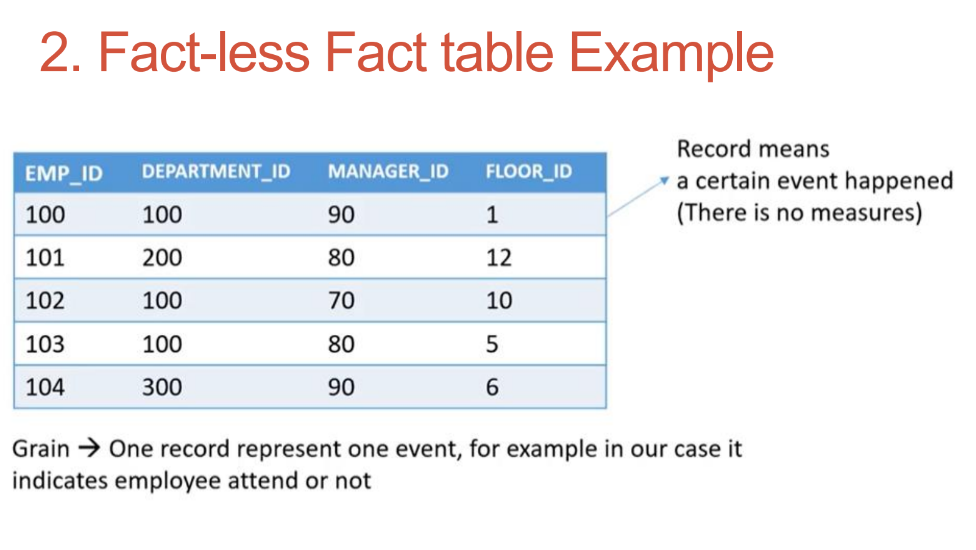 2. Fact-less Fact table Example
Record means
a certain event happened
(There is no measures)
EMP_ID DEPARTMENT_ID MANAGER_ID FLOOR_ID
100 100 90 1
101 200 80 12
102 100 70 10
103 100 80 5
104 300 90 6
Grain → One record represent one event, for example in our case it
indicates employee attend or not